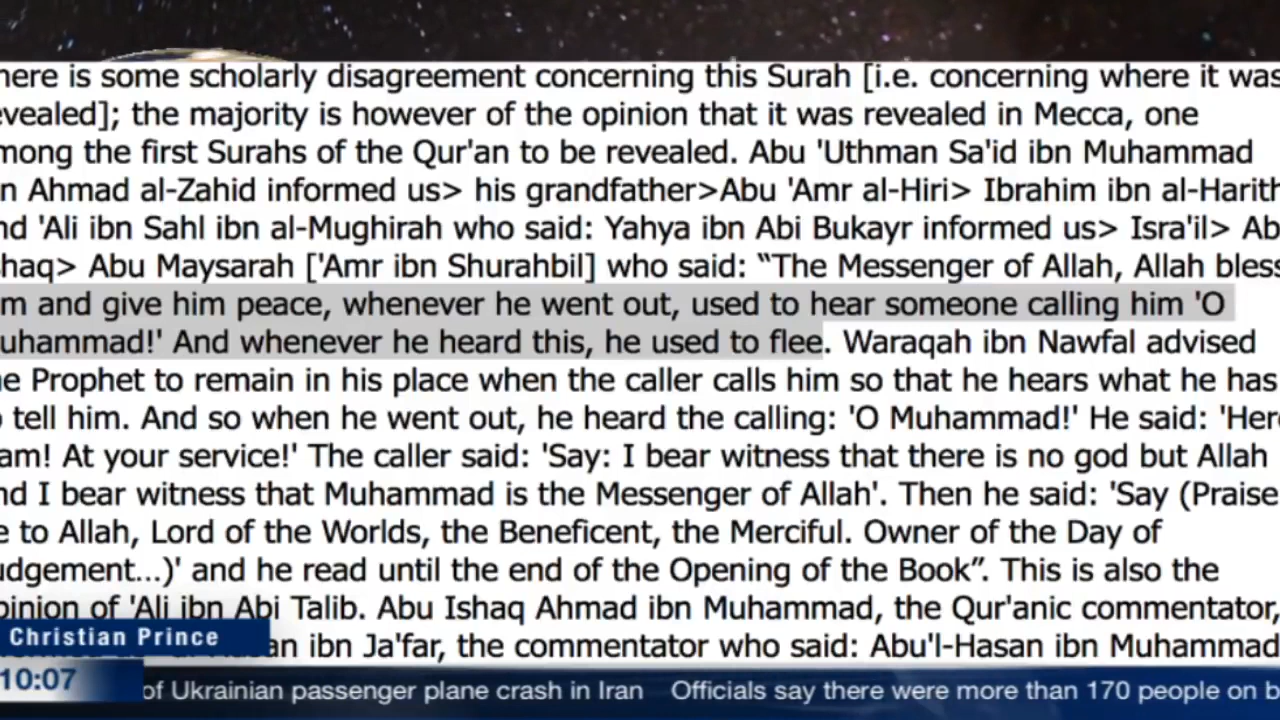 here is some scholarly disagreement concerning this Surah [i.e. concerning where it was
evealed]; the majority is however of the opinion that it was revealed in Mecca, one
mong the first Surahs of the Qur'an to be revealed. Abu 'Uthman Sa'id ibn Muhammad
n Ahmad al-Zahid informed us> his grandfather>Abu 'Amr al-Hiri> Ibrahim ibn al-Harith
nd 'Ali ibn Sahl ibn al-Mughirah who said: Yahya ibn Abi Bukayr informed us> Isra'il> Ab
shaq> Abu Maysarah ['Amr ibn Shurahbil] who said: “The Messenger of Allah, Allah bless
m and give him peace, whenever he went out, used to hear someone calling him 'O
uhammad!' And whenever he heard this, he used to flee. Waraqah ibn Nawfal advised
e Prophet to remain in his place when the caller calls him so that he hears what he has
o tell him. And so when he went out, he heard the calling: 'O Muhammad!' He said: 'Here
am! At your service!' The caller said: 'Say: I bear witness that there is no god but Allah
nd I bear witness that Muhammad is the Messenger of Allah'. Then he said: 'Say (Praise
e to Allah, Lord of the Worlds, the Beneficent, the Merciful. Owner of the Day of
udgement...)' and he read until the end of the Opening of the Book”. This is also the
pinion of 'Ali ibn Abi Talib. Abu Ishaq Ahmad ibn Muhammad, the Qur'anic commentator,
an ibn Ja'far, the commentator who said: Abu'l-Hasan ibn Muhammad
Christian Prince
10:07
of Ukrainian passenger plane crash in Iran Officials say there were more than 170 people on b